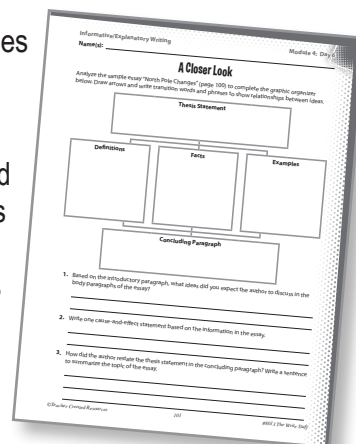 es
d
s
Informative/Explanatory Writing
Module 4: Day 6
Name(s):
A Closer Look
Analyze the sample essay "North Pole Changes" (page 100) to complete the graphic organizer
below. Draw arrows and write transition words and phrases to show relationships between ideas.
Thesis Statement
Definitions
Facts
Examples
Concluding Paragraph
1. Based on the introductory paragraph, what ideas did you expect the author to discuss in the
body paragraphs of the essay?
2. Write one cause-and-effect statement based on the information in the essay.
3. How did the author restate the thesis statement in the concluding paragraph? Write a sentence
to summarize the topic of the essay.
©Teacher Created Resources